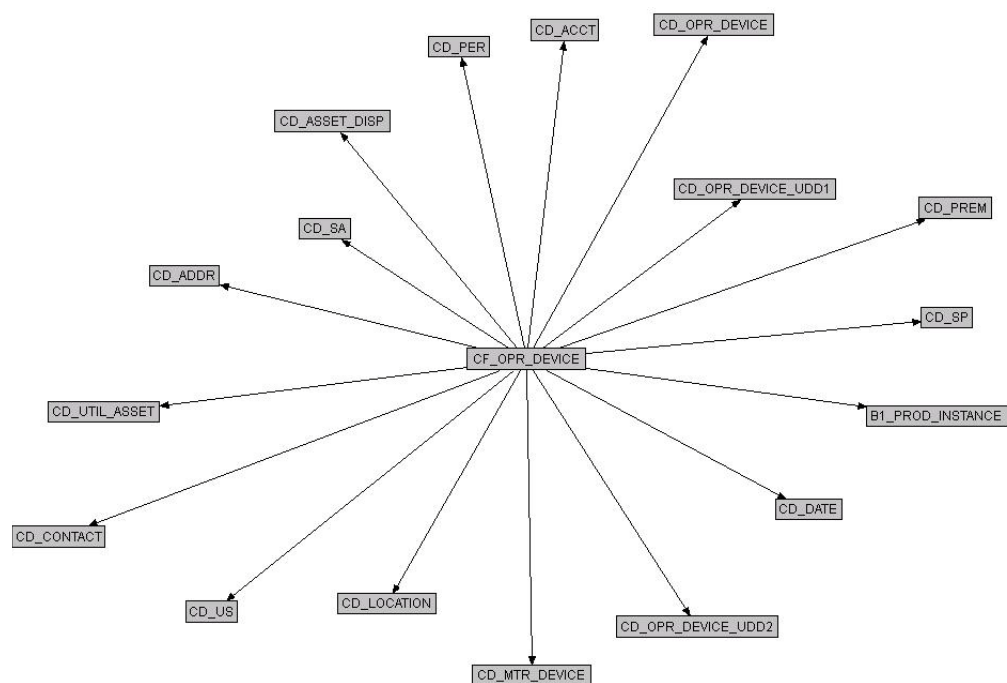 CD_OPR_DEVICE
CD_ACCT
CD_PER
CD_ASSET_DISP
CD_OPR_DEVICE_UDD1
CD_PREM
CD_SA
CD_ADDR
CD_SP
CF_OPR_DEVICE
CD_UTIL_ASSET
B1_PROD_INSTANCE
CD_DATE
CD_CONTACT
CD_LOCATION
CD_US
CD_OPR_DEVICE_UDD2
CD_MTR_DEVICE